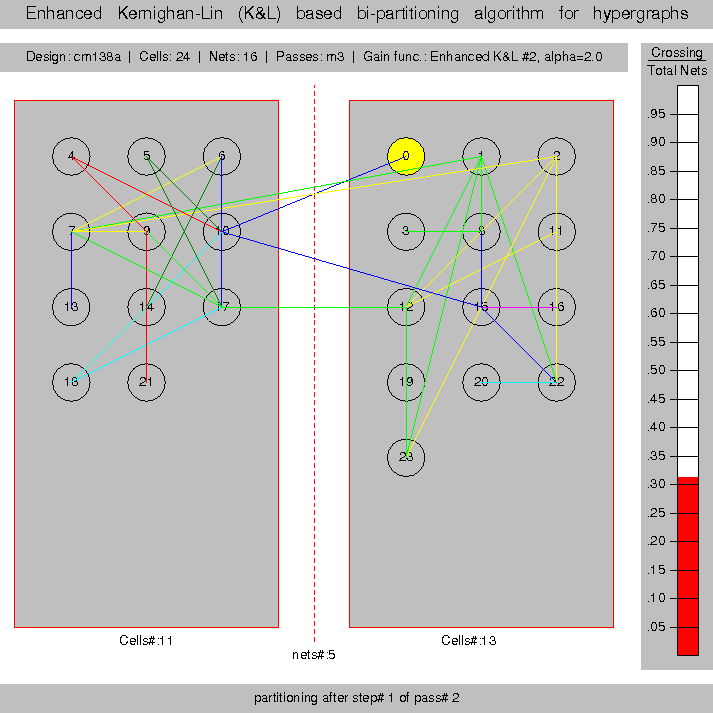 Enhanced Kernighan-Lin (K&L) based bi-partitioning algorithm for hypergraphs
Design: cm138a | Cells: 24 | Nets: 16 | Passes: m3 | Gain func.: Enhanced K&L #2, alpha=2.0
Crossing
Total Nets
.95
.90
.85
.80
.75
.70
.65
.60
.55
.50
.45
.40
.35
.30
.25
.20
.15
.10
.05
4 5 6 0 1 2
7 9 10 3 8 11
13 14 17 12 15 16
18 21 19 20 22
23
Cells#:11
Cells#:13
nets#:5
partitioning after step# 1 of pass# 2